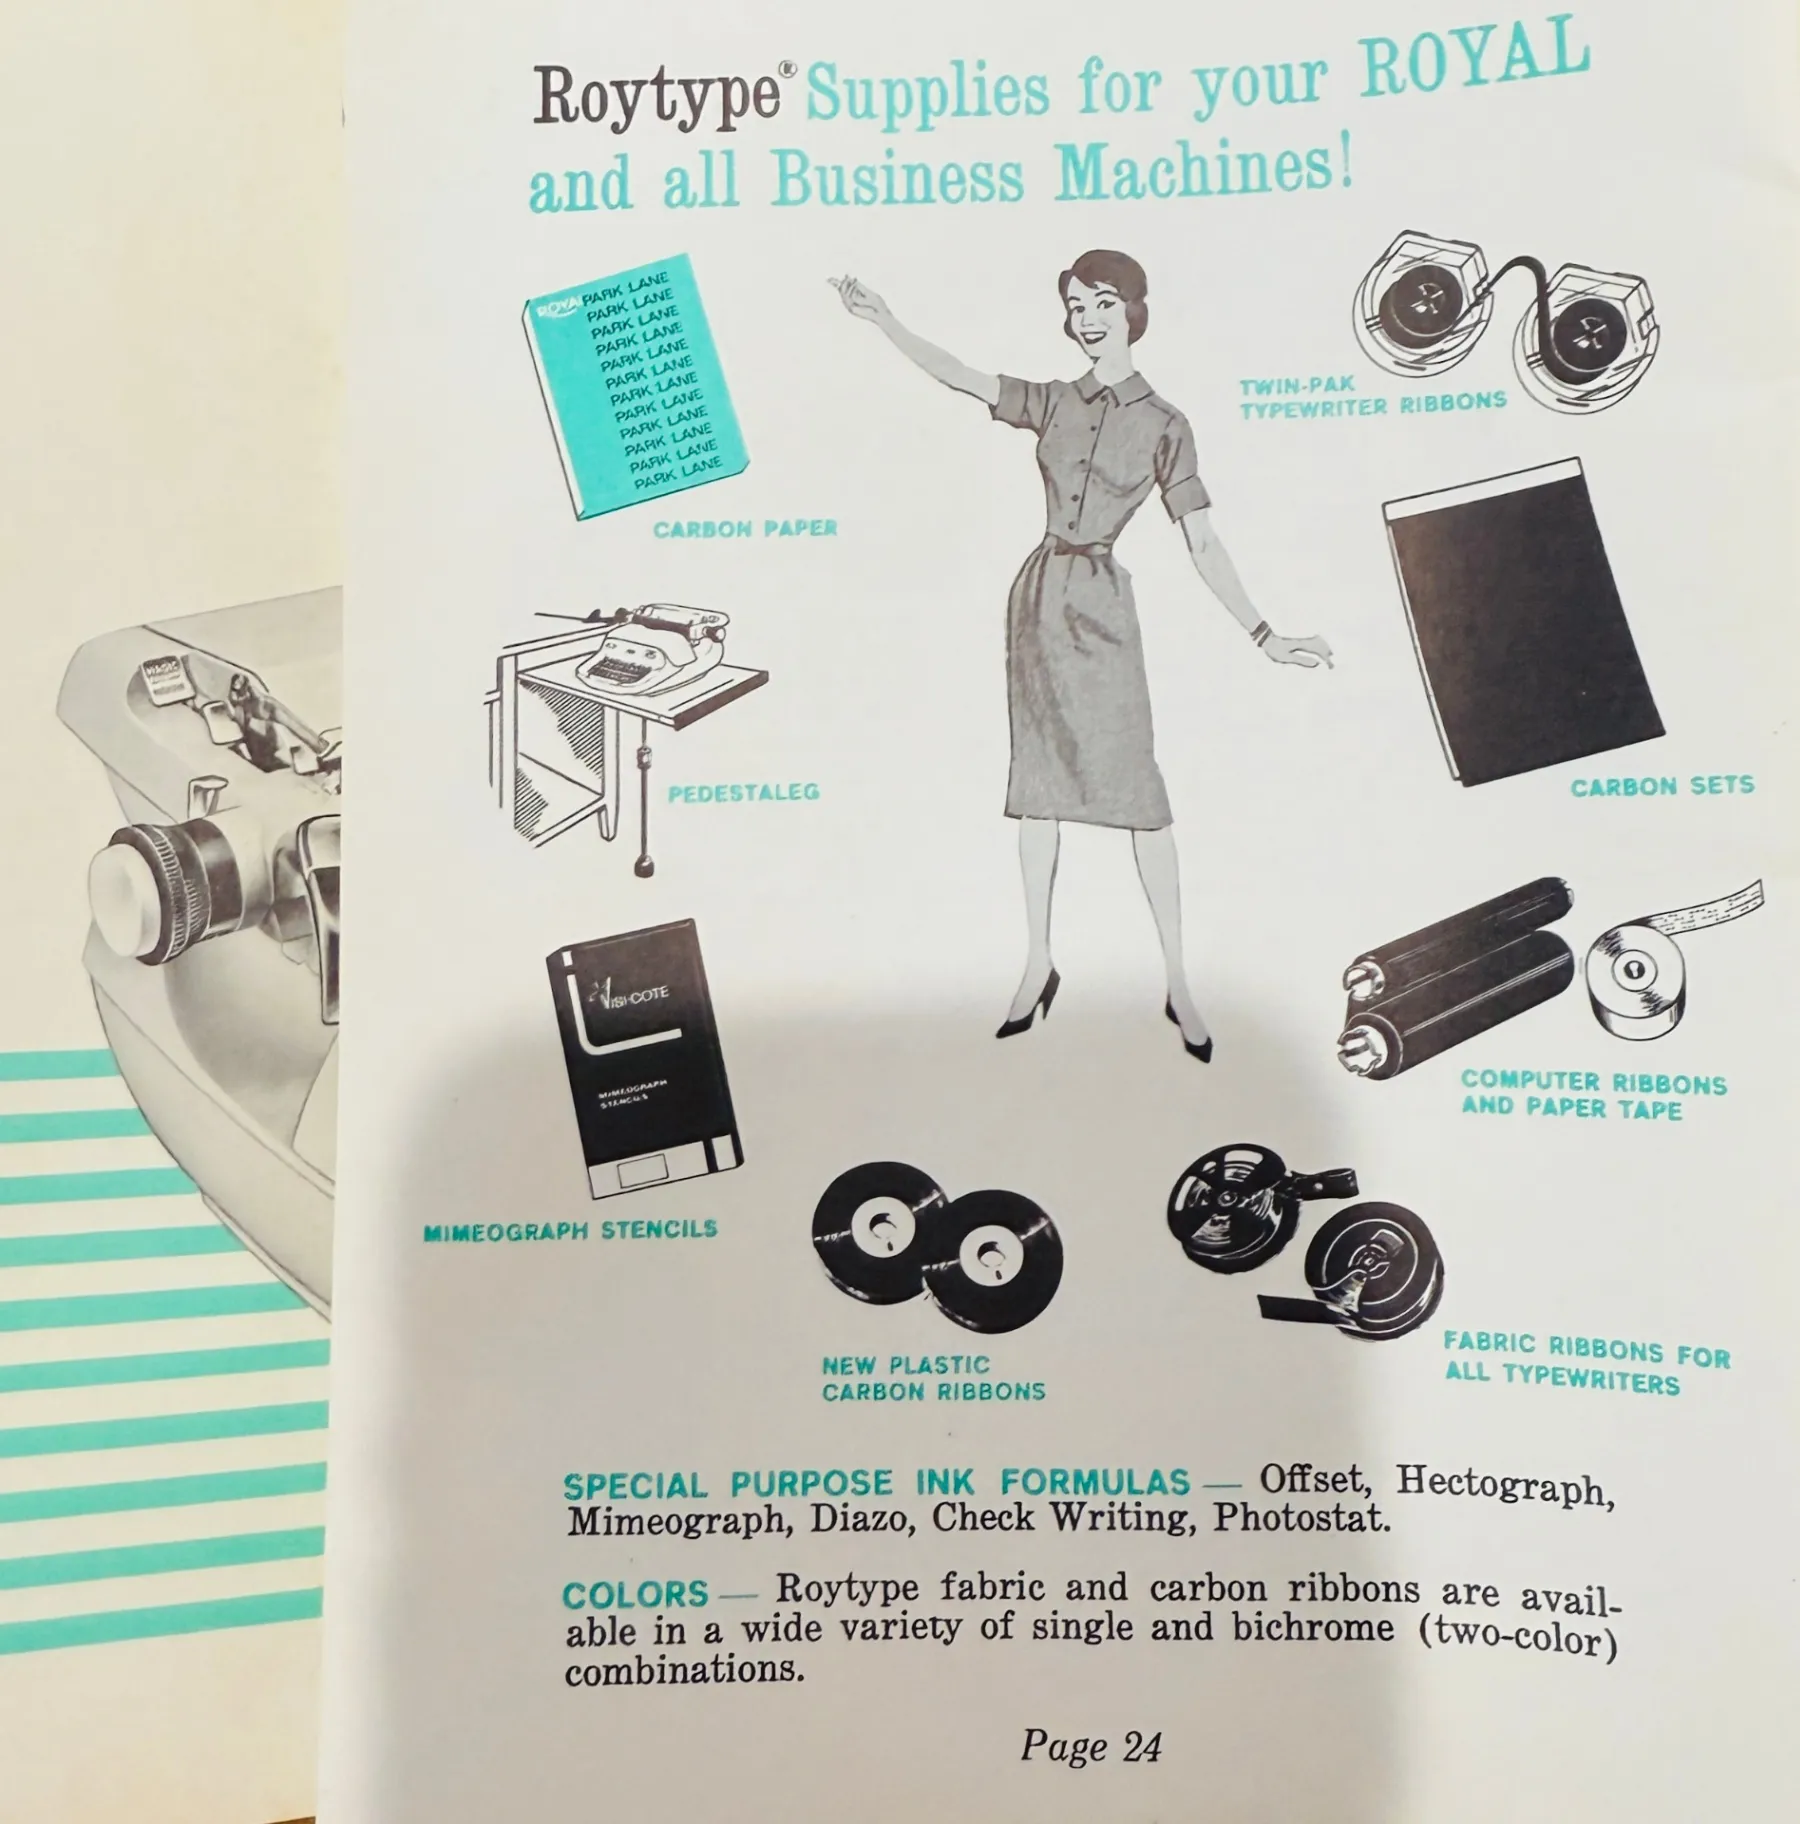 Roytype® Supplies for your ROYAL
and all Business Machines!
ROYAL
PARK LANE
PARK LANE
PARK LANE
PARK LANE
PARK LANE
PARK LANE
PARK LANE
PARK LANE
PARK LANE
PARK LANE
PARK LANE
PARK LANE
CARBON PAPER
TWIN-PAK
TYPEWRITER RIBBONS
PEDESTALEG
CARBON SETS
MAGIC
VISI-COTE
MIMEOGRAPH
STENCILS
MIMEOGRAPH STENCILS
COMPUTER RIBBONS
AND PAPER TAPE
NEW PLASTIC
CARBON RIBBONS
FABRIC RIBBONS FOR
ALL TYPEWRITERS
SPECIAL PURPOSE INK FORMULAS — Offset, Hectograph,
Mimeograph, Diazo, Check Writing, Photostat.
COLORS — Roytype fabric and carbon ribbons are avail-
able in a wide variety of single and bichrome (two-color)
combinations.
Page 24